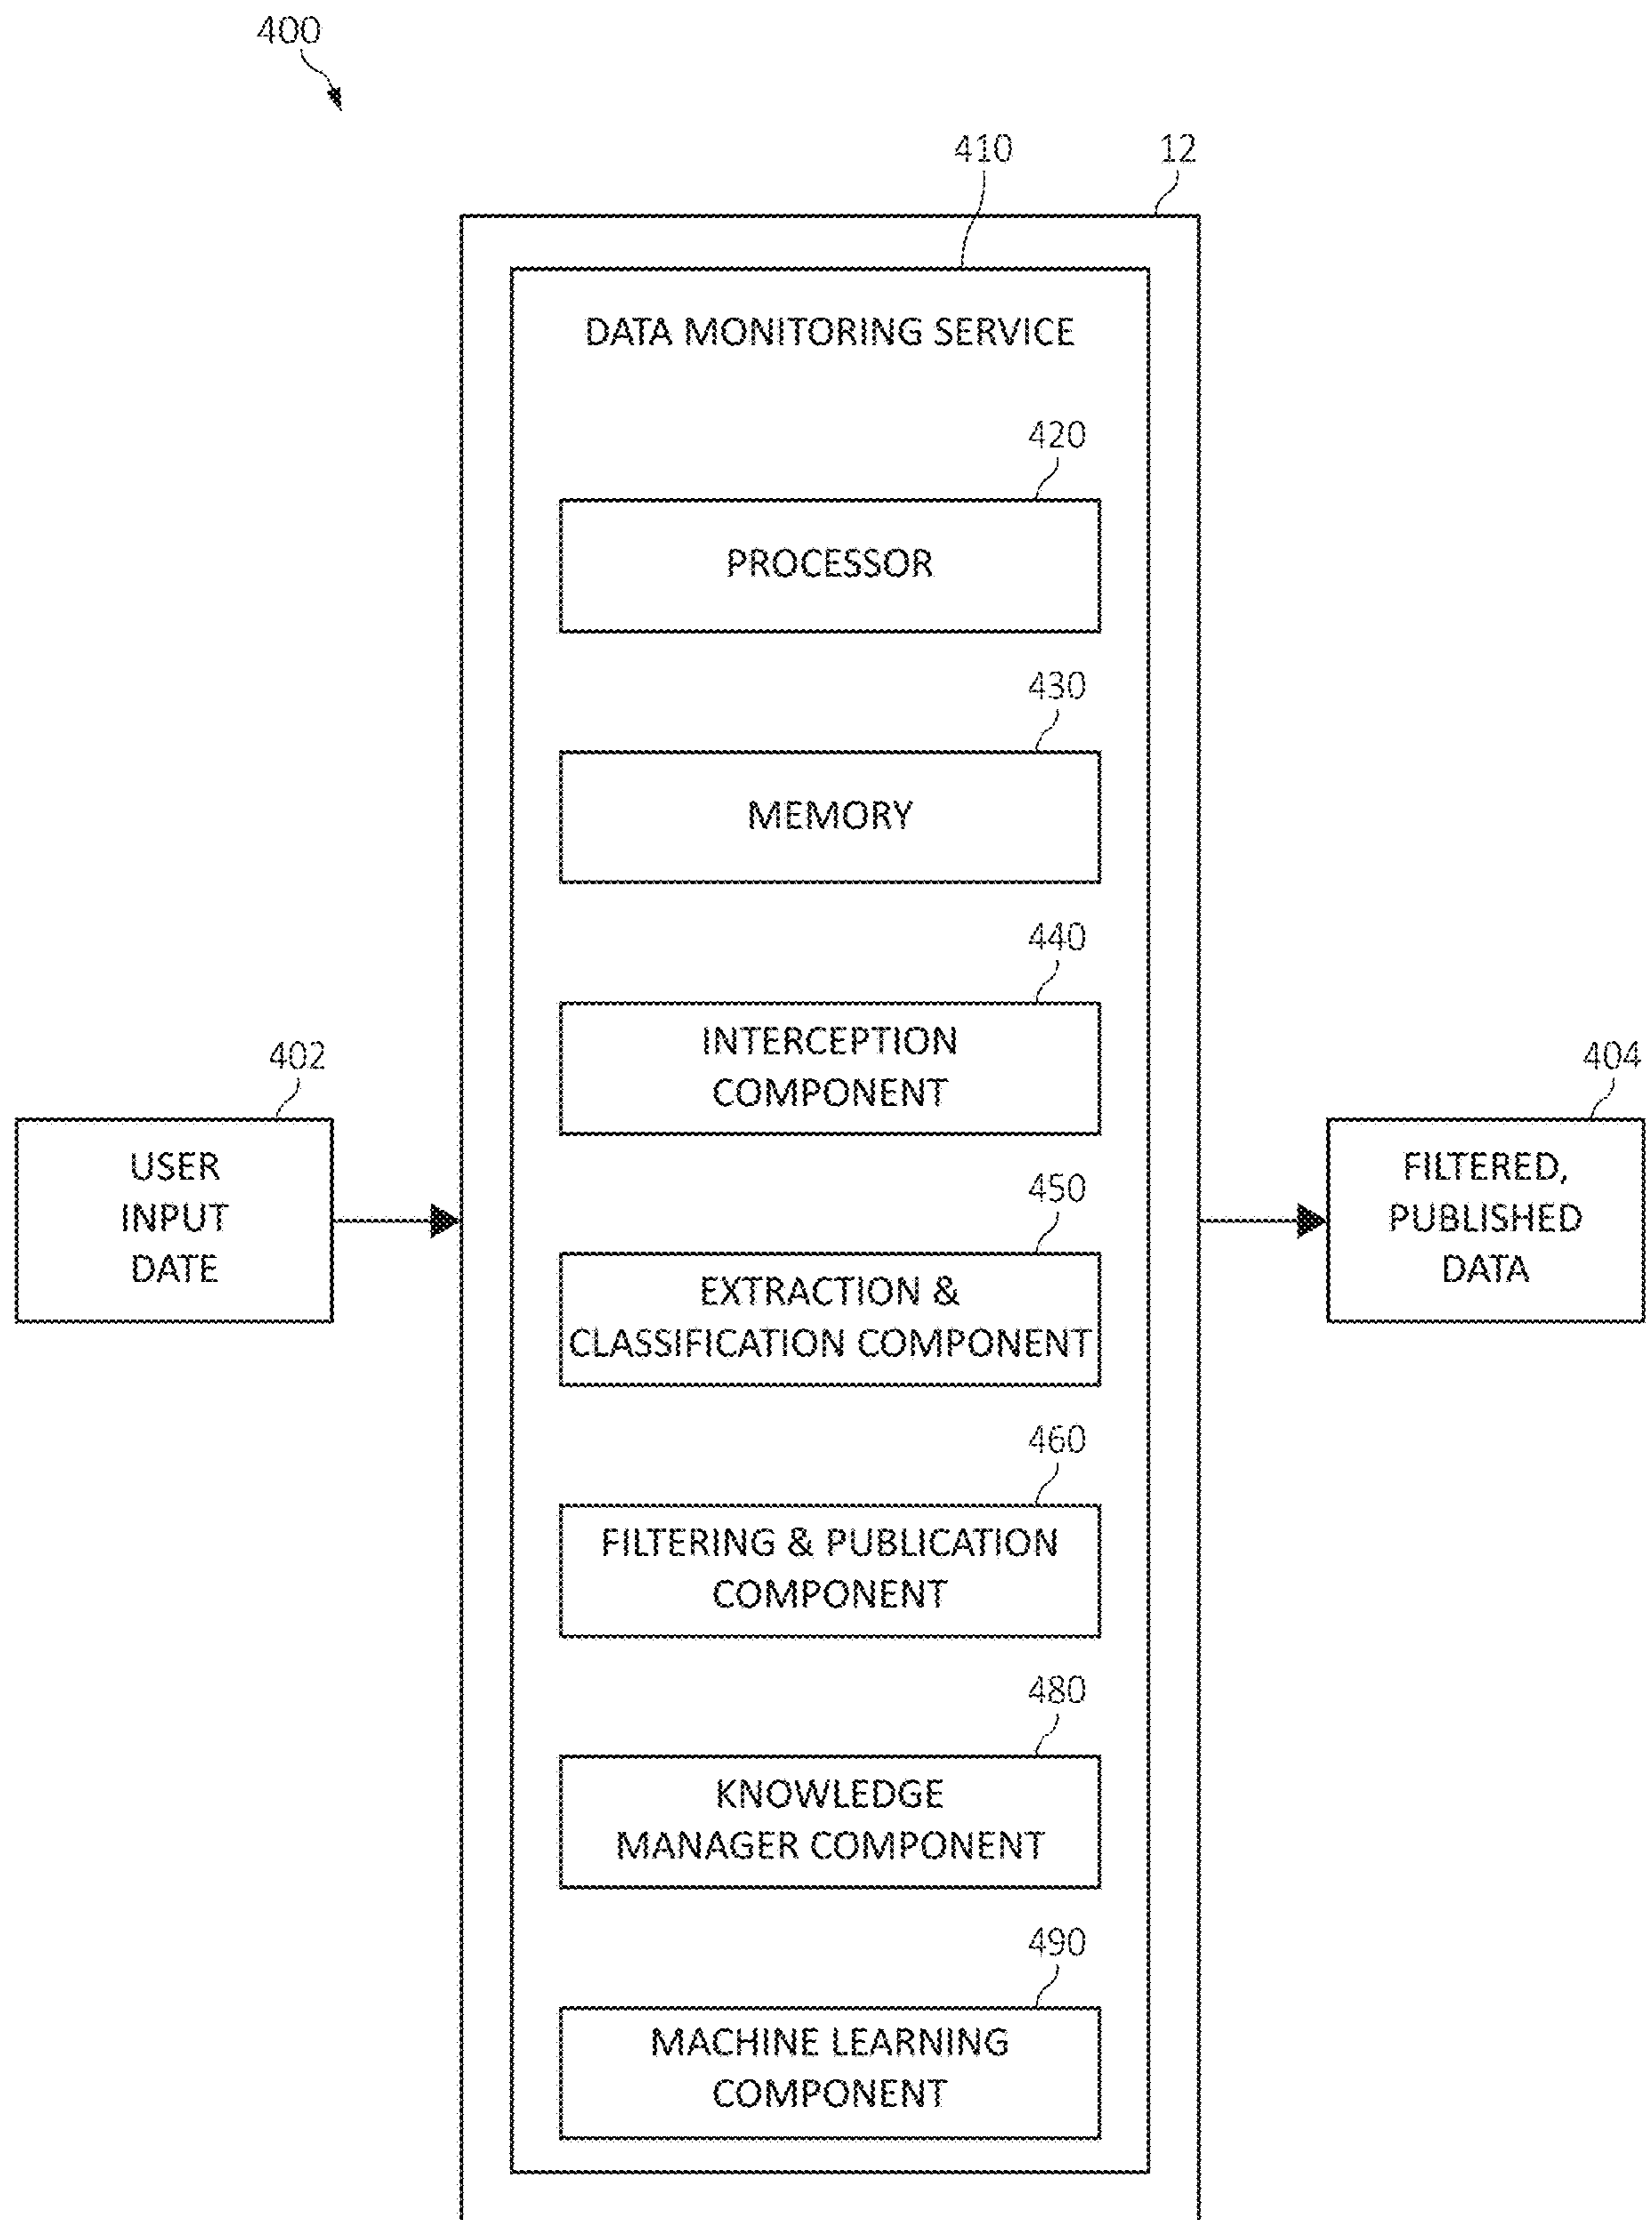 400
410
12
DATA MONITORING SERVICE
420
PROCESSOR
430
MEMORY
440
INTERCEPTION
COMPONENT
402
USER
INPUT
DATE
404
FILTERED,
PUBLISHED
DATA
450
EXTRACTION &
CLASSIFICATION COMPONENT
460
FILTERING & PUBLICATION
COMPONENT
480
KNOWLEDGE
MANAGER COMPONENT
490
MACHINE LEARNING
COMPONENT